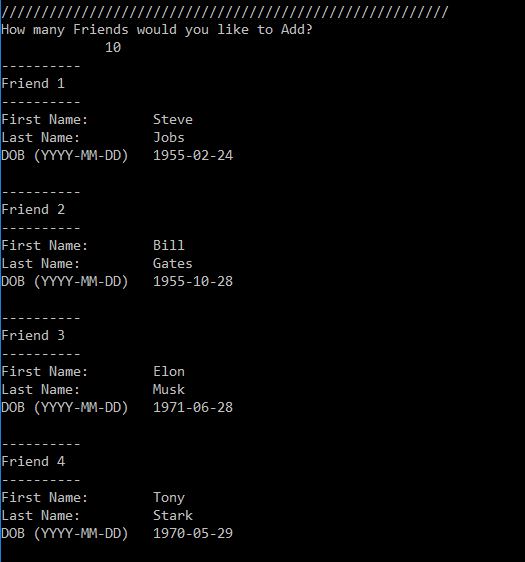 ////////////////////////////////////////////////////////
How many Friends would you like to Add?
10
----------
Friend 1
----------
First Name: Steve
Last Name: Jobs
DOB (YYYY-MM-DD) 1955-02-24
----------
Friend 2
----------
First Name: Bill
Last Name: Gates
DOB (YYYY-MM-DD) 1955-10-28
----------
Friend 3
----------
First Name: Elon
Last Name: Musk
DOB (YYYY-MM-DD) 1971-06-28
----------
Friend 4
----------
First Name: Tony
Last Name: Stark
DOB (YYYY-MM-DD) 1970-05-29